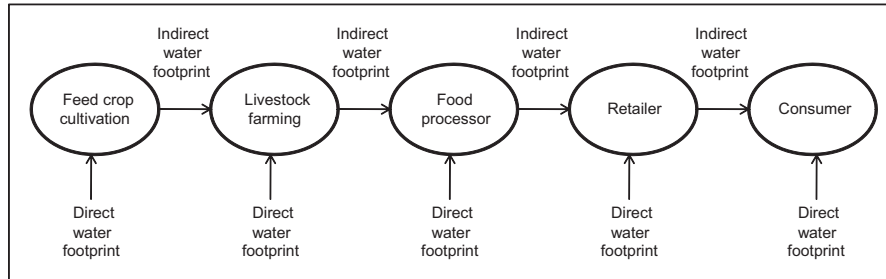 Indirect
water
footprint
Indirect
water
footprint
Indirect
water
footprint
Indirect
water
footprint
Feed crop
cultivation
Livestock
farming
Food
processor
Retailer
Consumer
Direct
water
footprint
Direct
water
footprint
Direct
water
footprint
Direct
water
footprint
Direct
water
footprint